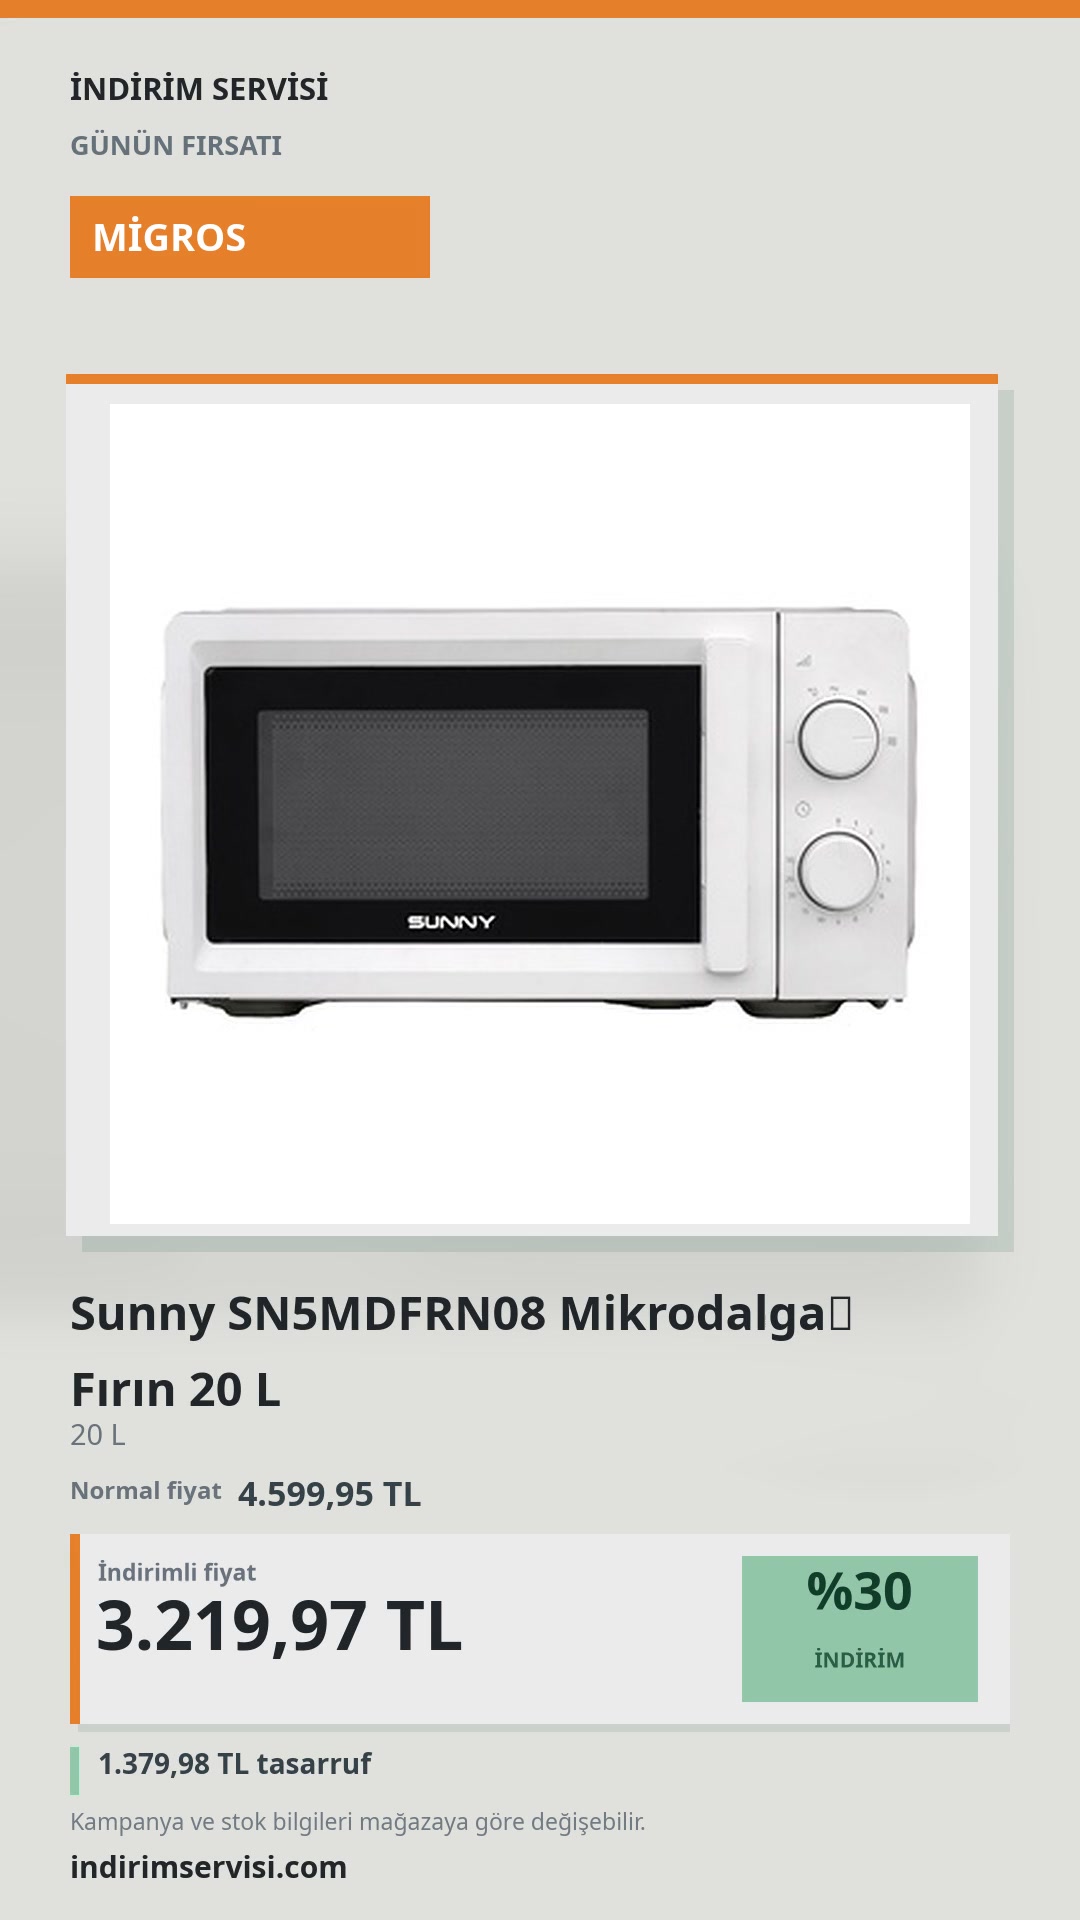 İNDİRİM SERVİSİ
GÜNÜN FIRSATI
MİGROS
SUNNY
Sunny SN5MDFRN08 Mikrodalga
Fırın 20 L
20 L
Normal fiyat 4.599,95 TL
İndirimli fiyat
3.219,97 TL
%30
İNDİRİM
1.379,98 TL tasarruf
Kampanya ve stok bilgileri mağazaya göre değişebilir.
indirimservisi.com